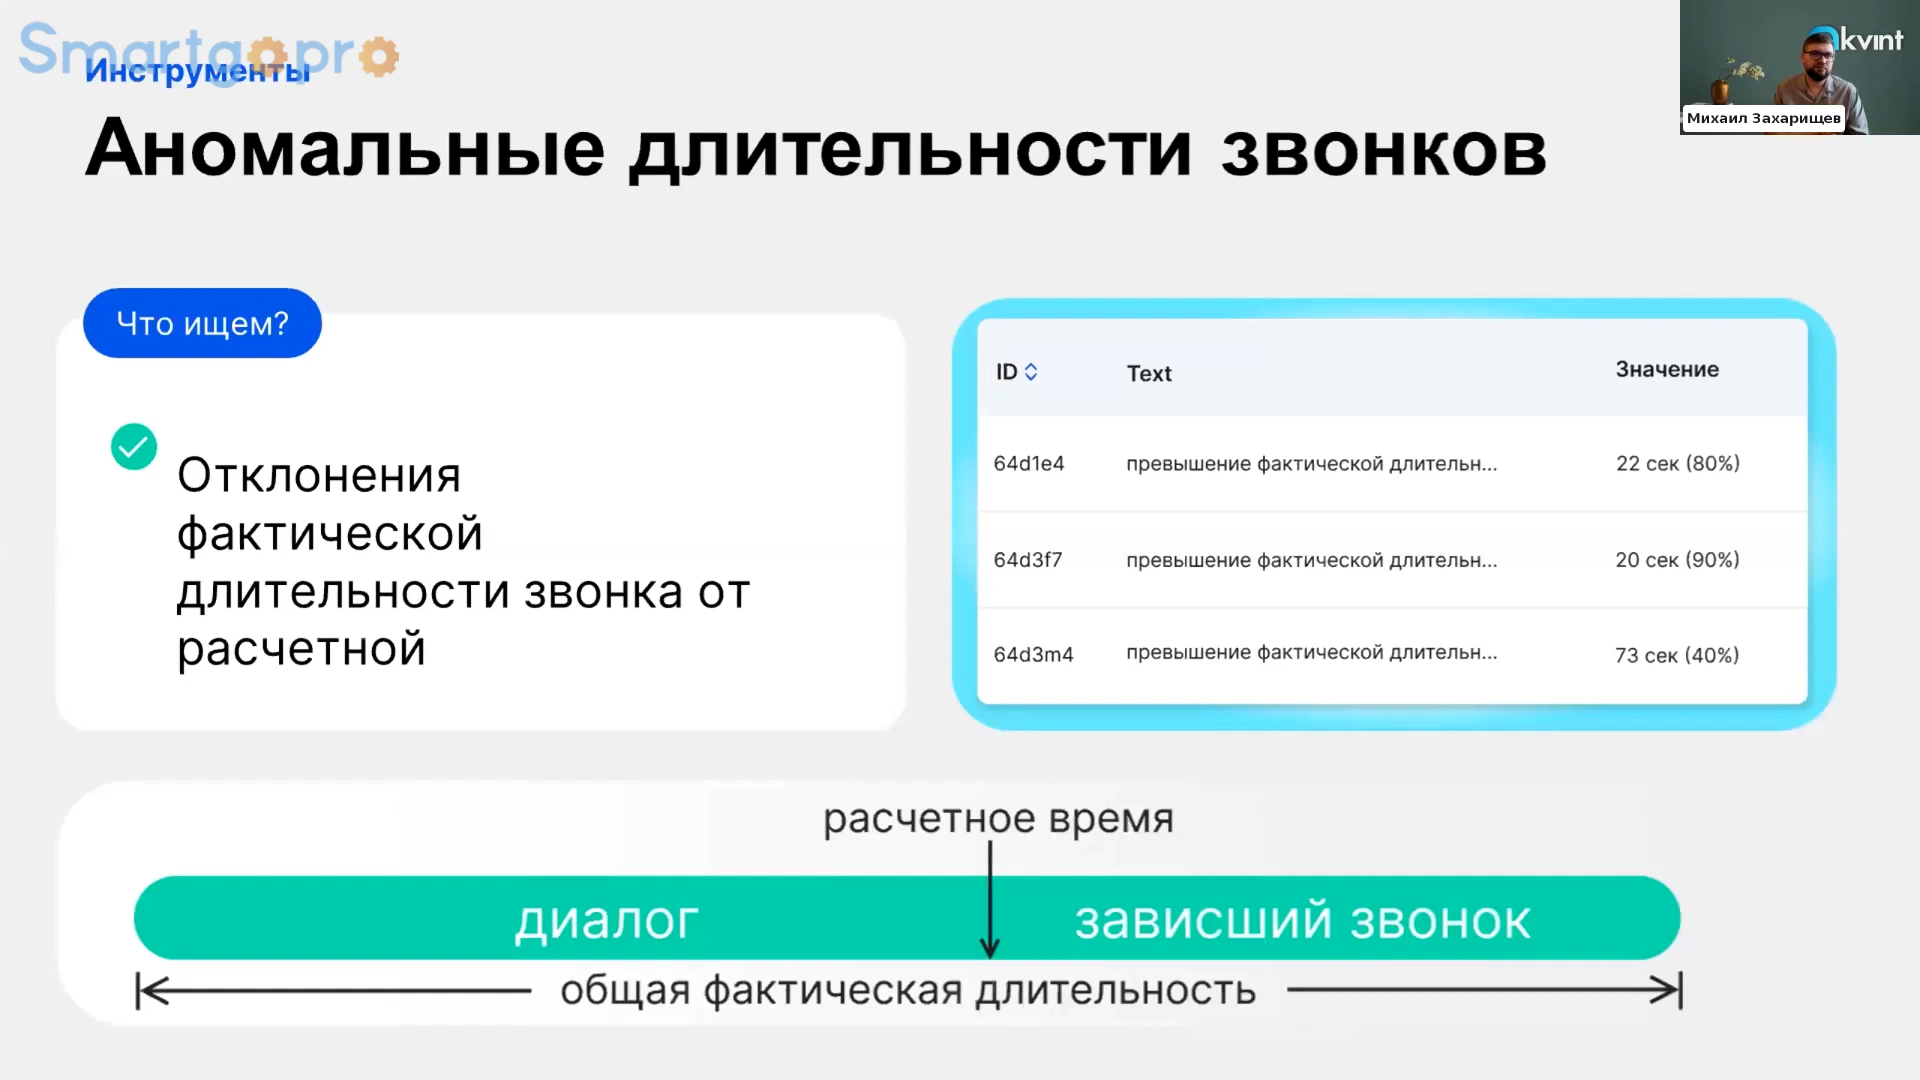 Smartgopro
Инструменты
kvint
Михаил Захарищев
Аномальные длительности звонков
Что ищем?
Отклонения
фактической
длительности звонка от
расчетной
ID Text Значение
64d1e4 превышение фактической длительн... 22 сек (80%)
64d3f7 превышение фактической длительн... 20 сек (90%)
64d3m4 превышение фактической длительн... 73 сек (40%)
расчетное время
диалог зависший звонок
общая фактическая длительность